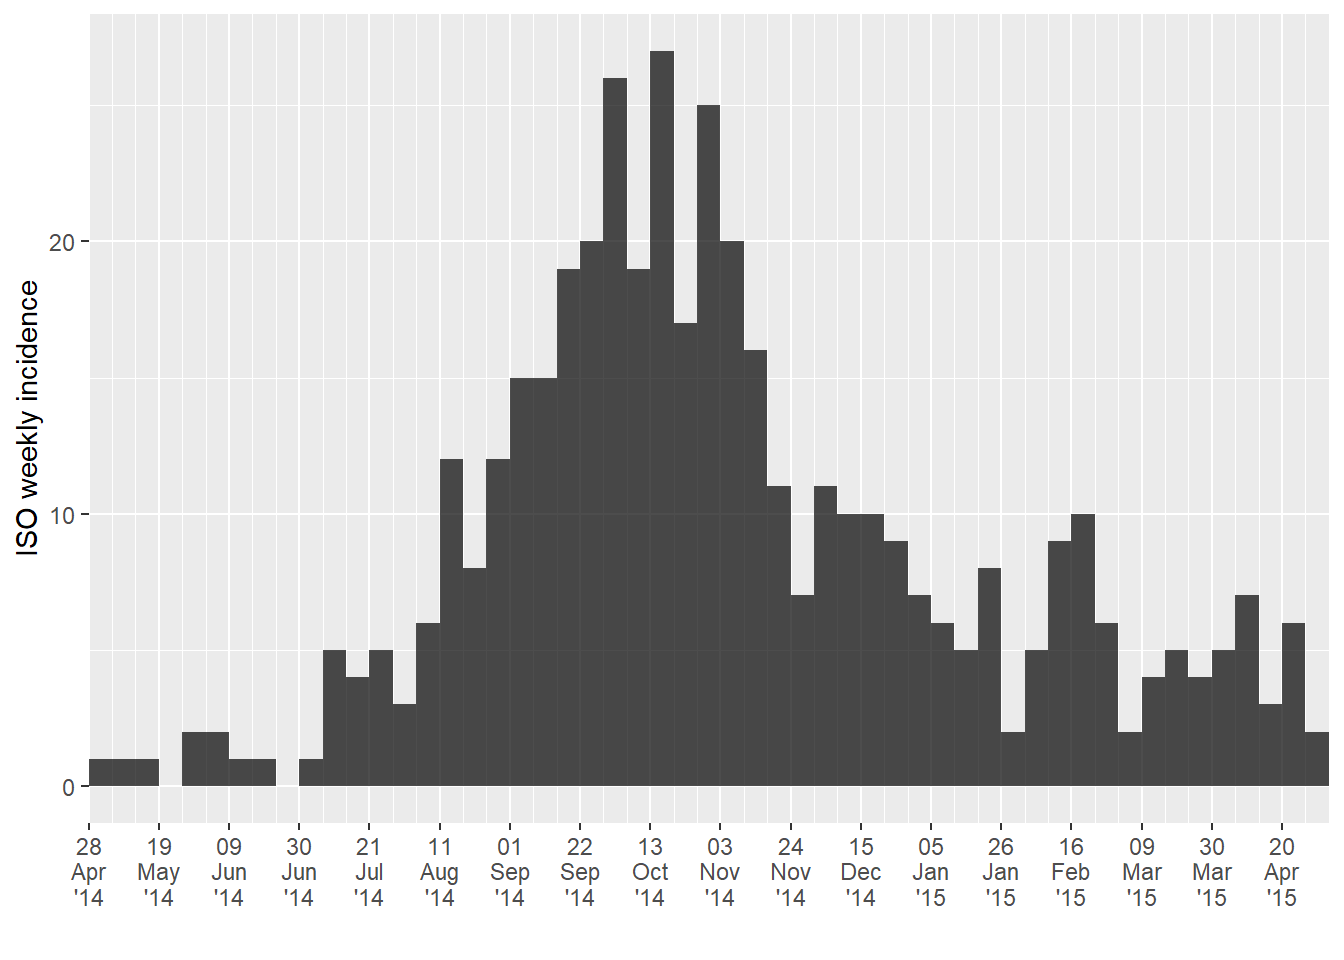 ISO weekly incidence
20
10
0
28 19 09 30 21 11 01 22 13 03 24 15 05 26 16 09 30 20
Apr May Jun Jun Jul Aug Sep Sep Oct Nov Nov Dec Jan Jan Feb Mar Mar Apr
'14 '14 '14 '14 '14 '14 '14 '14 '14 '14 '14 '14 '15 '15 '15 '15 '15 '15